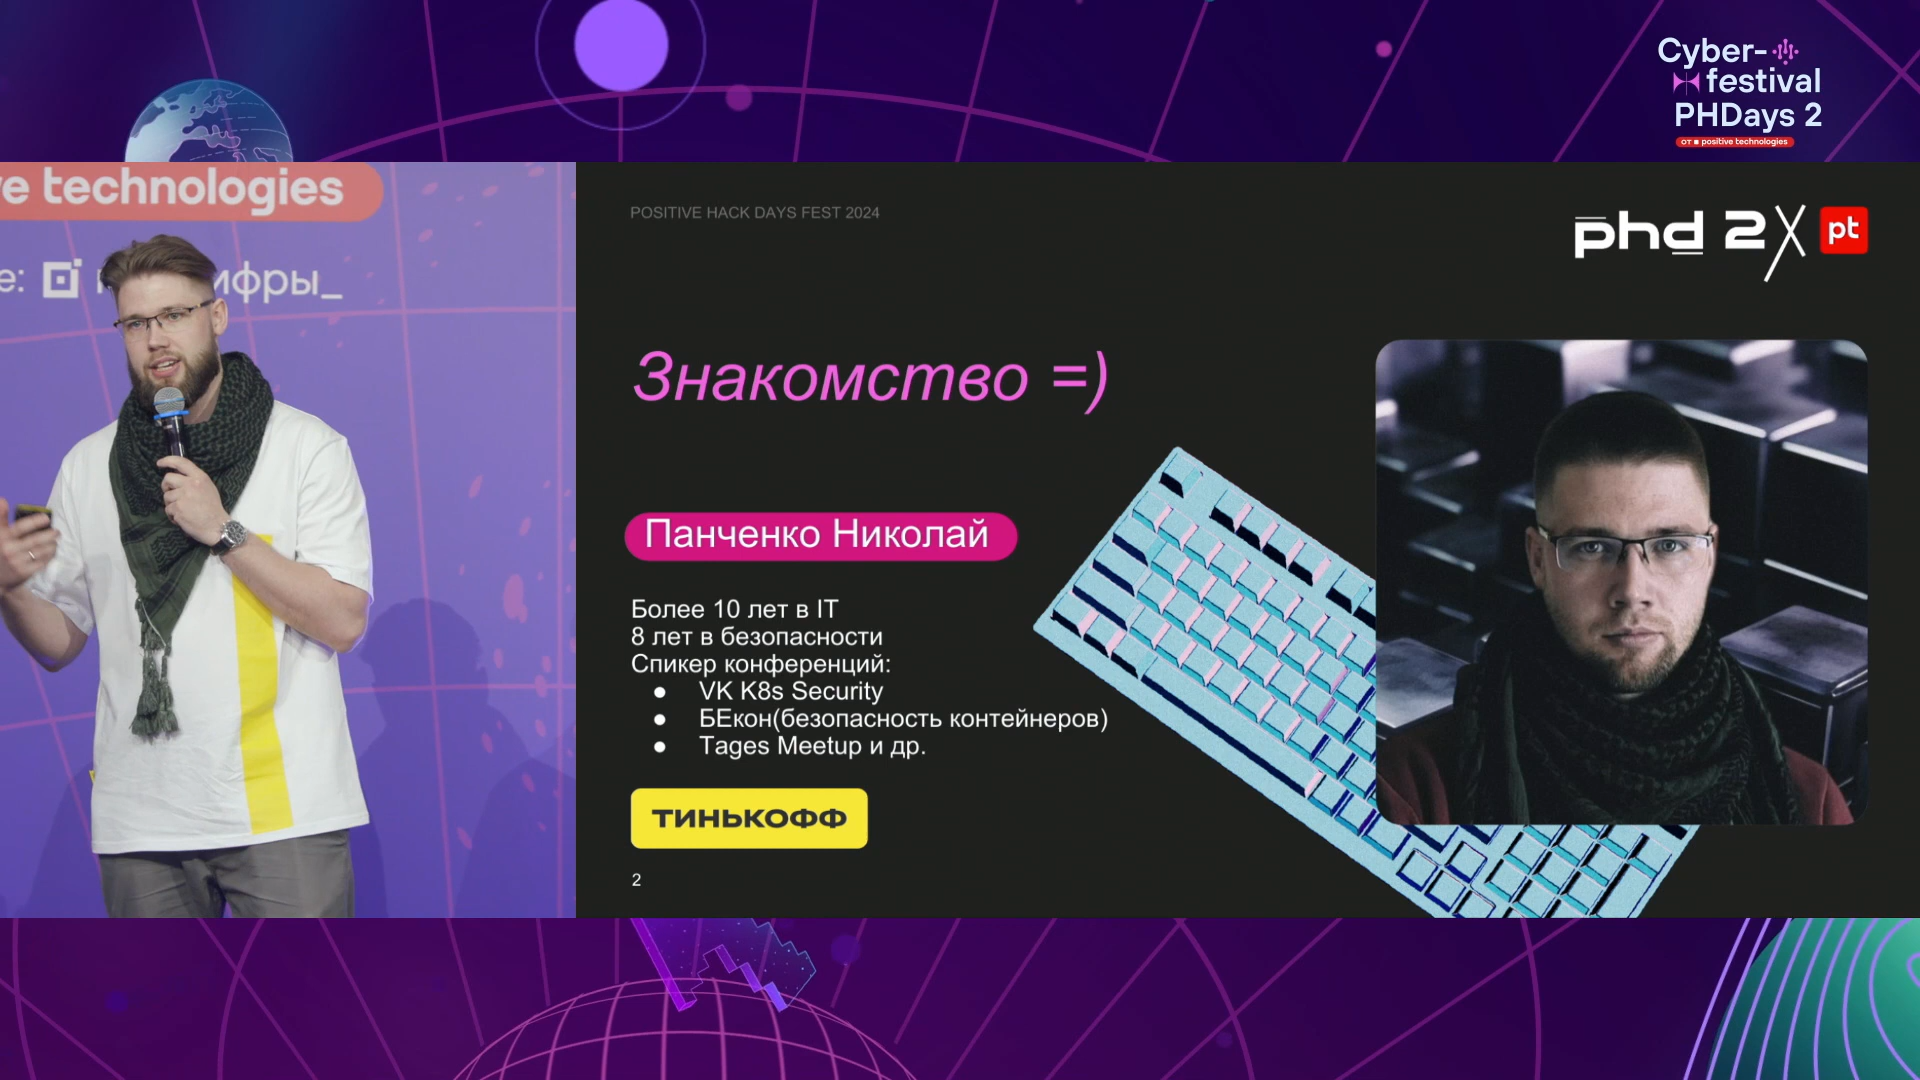 Cyber-
festival
PHDays 2
от positive technologies
technologies
POSITIVE HACK DAYS FEST 2024
phd 2
pt
Знакомство =)
Панченко Николай
Более 10 лет в IT
8 лет в безопасности
Спикер конференций:
● VK K8s Security
● БЕкон(безопасность контейнеров)
● Tages Meetup и др.
ТИНЬКОФФ
2